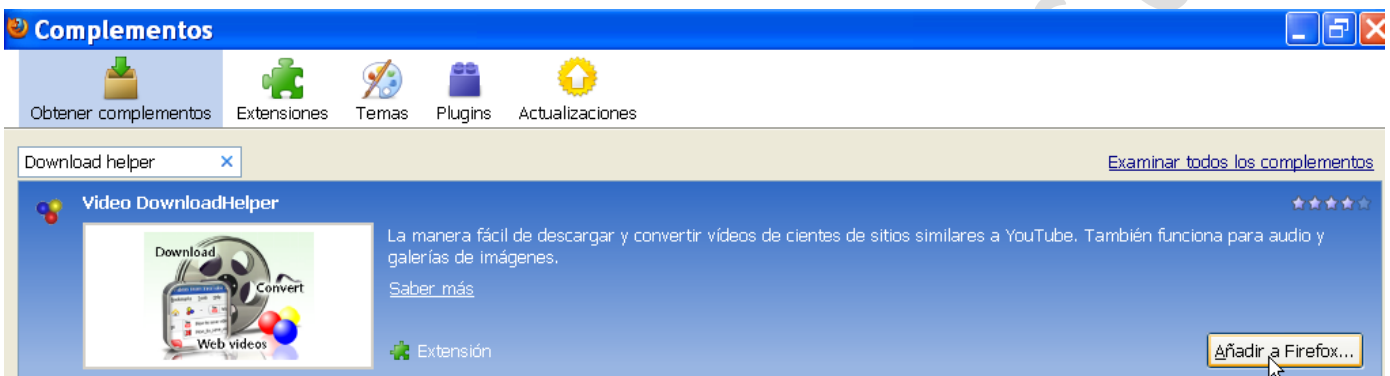 Complementos
Obtener complementos Extensiones Temas Plugins Actualizaciones
Download helper Examinar todos los complementos
Video DownloadHelper
La manera fácil de descargar y convertir vídeos de cientes de sitios similares a YouTube. También funciona para audio y
galerías de imágenes.
Saber más
Download
Convert
Web videos
Extensión
Añadir a Firefox...